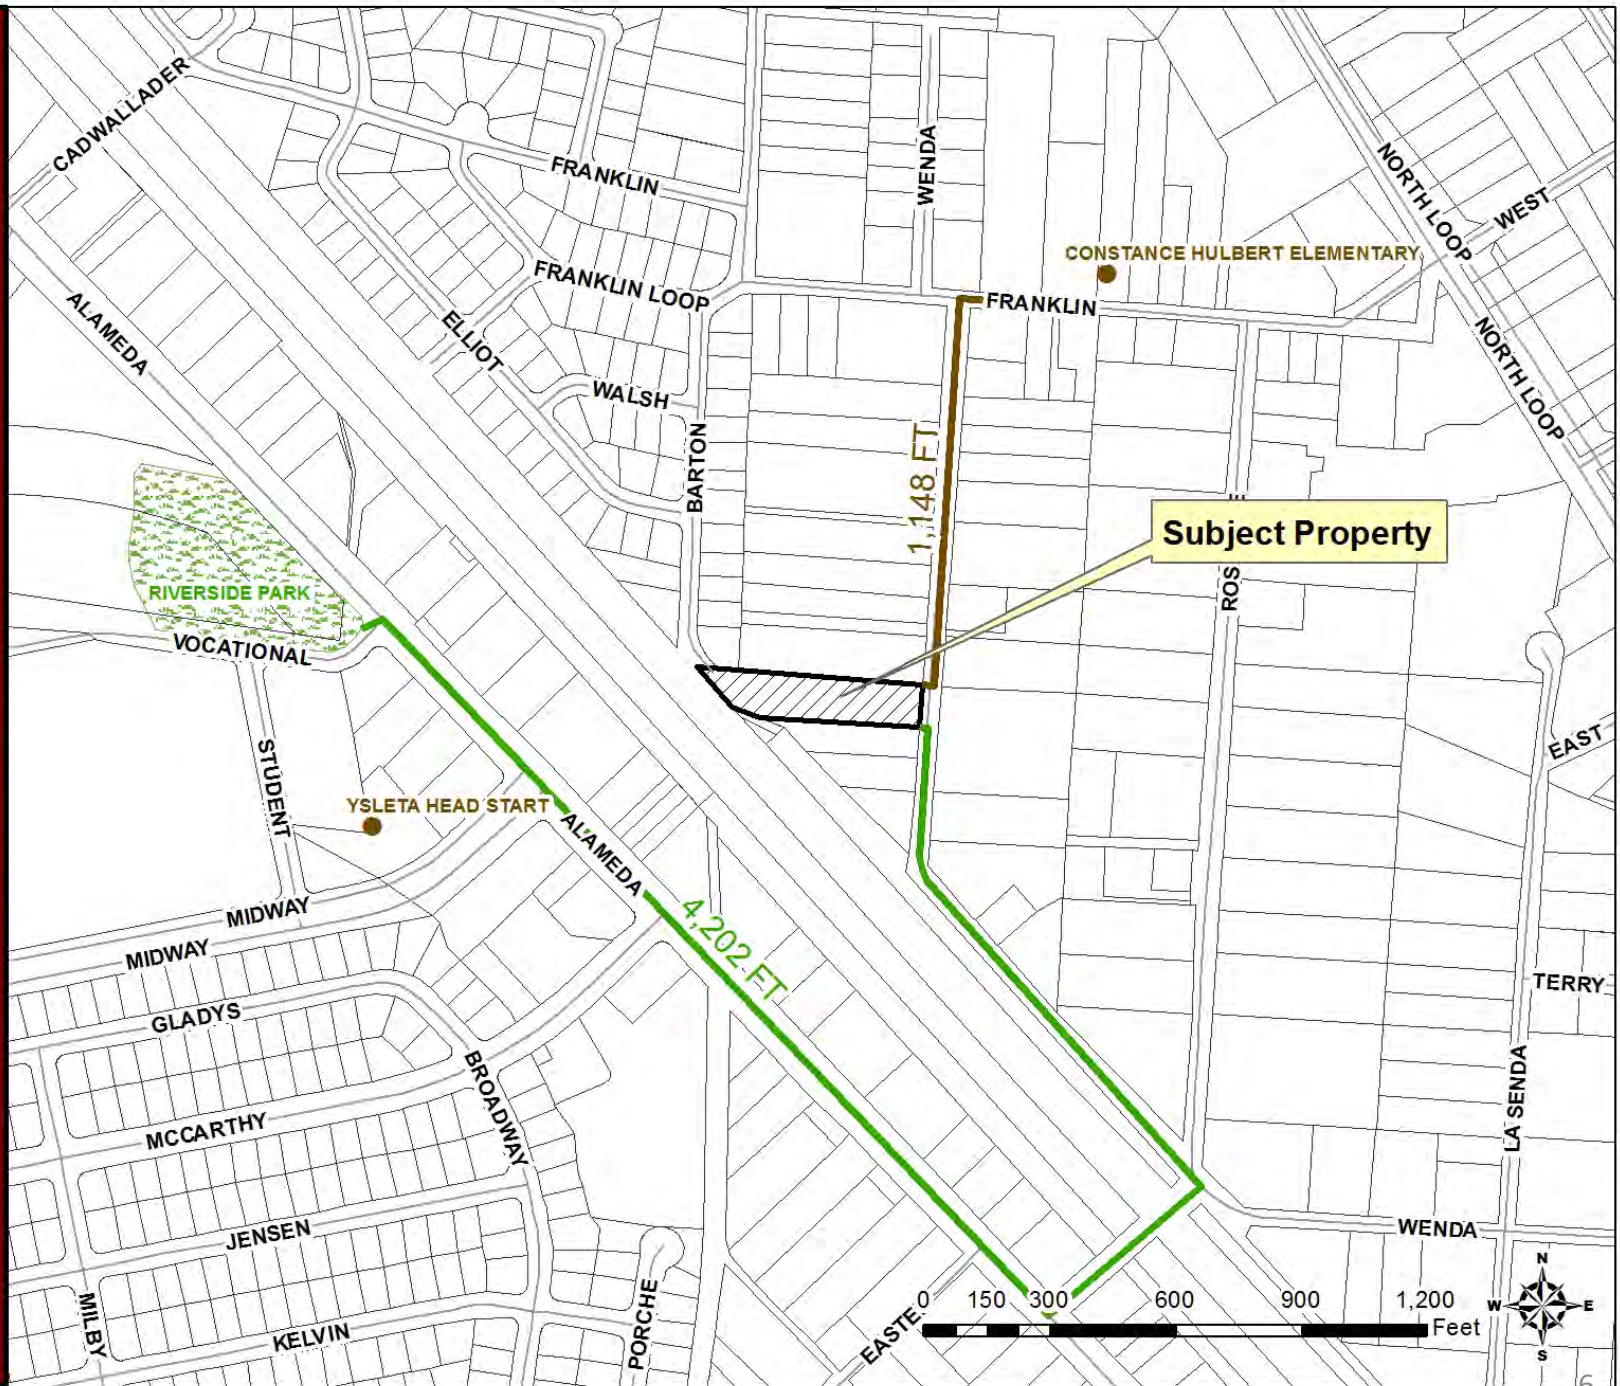 CADWALLADER
FRANKLIN
WENDA
NORTH LOOP
WEST
CONSTANCE HULBERT ELEMENTARY
FRANKLIN LOOP
FRANKLIN
ALAMEDA
ELLIOT
WALSH
NORTH LOOP
BARTON
1,148 FT
Subject Property
ROSE
RIVERSIDE PARK
VOCATIONAL
STUDENT
EAST
YSLETA HEAD START
ALAMEDA
MIDWAY
MIDWAY
4,202 FT
TERRY
GLADYS
BROADWAY
LA SENDA
MCCARTHY
JENSEN
WENDA
MILBY
KELVIN
PORCHE
EASTE
0 150 300 600 900 1,200
Feet
N
W E
S
6